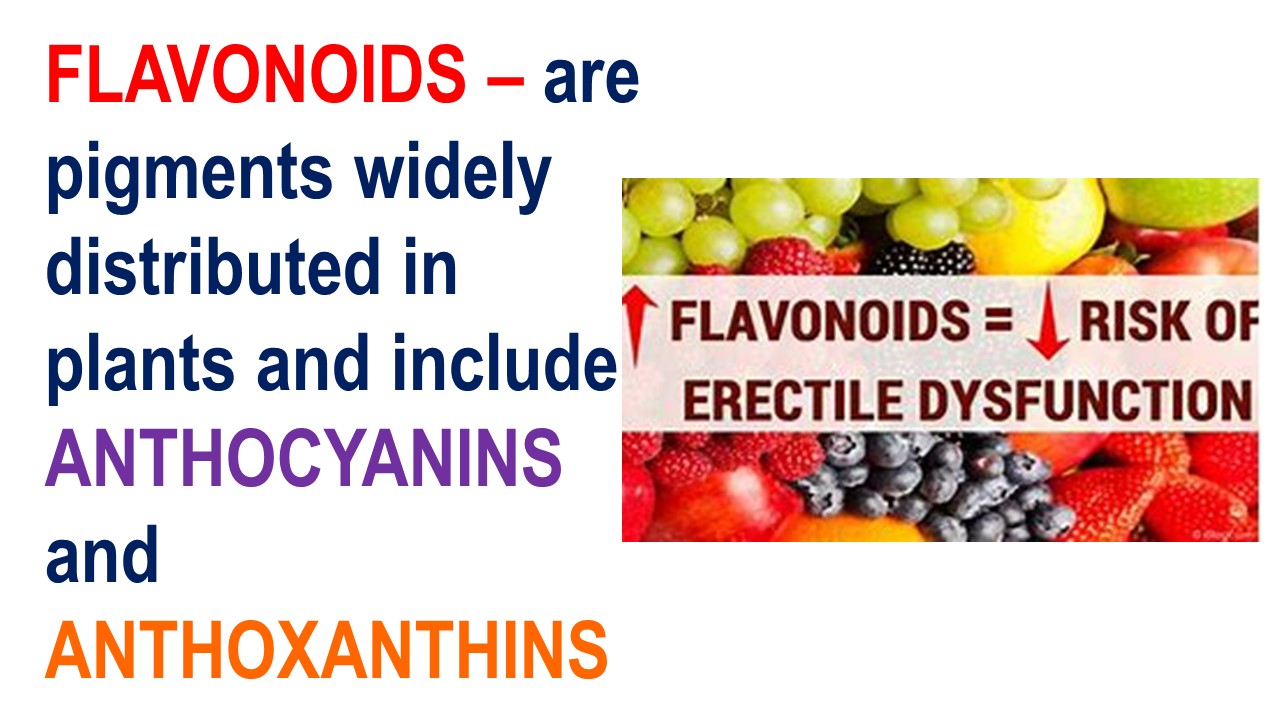 FLAVONOIDS – are
pigments widely
distributed in
plants and include
ANTHOCYANINS
and
ANTHOXANTHINS
FLAVONOIDS = RISK OF
ERECTILE DYSFUNCTION